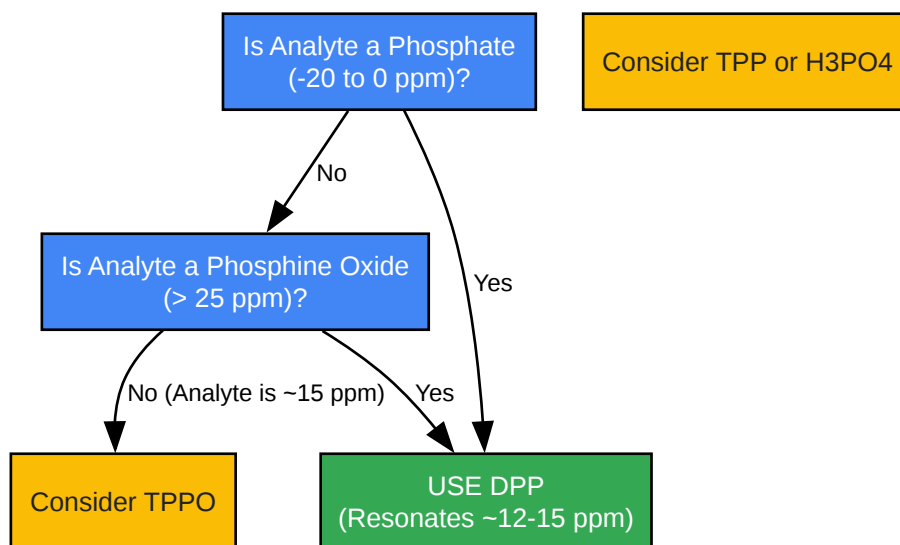 Is Analyte a Phosphate
(-20 to 0 ppm)?
Consider TPP or H3PO4
No
Is Analyte a Phosphine Oxide
(> 25 ppm)?
Yes
No (Analyte is ~15 ppm)
Yes
Consider TPPO
USE DPP
(Resonates ~12-15 ppm)